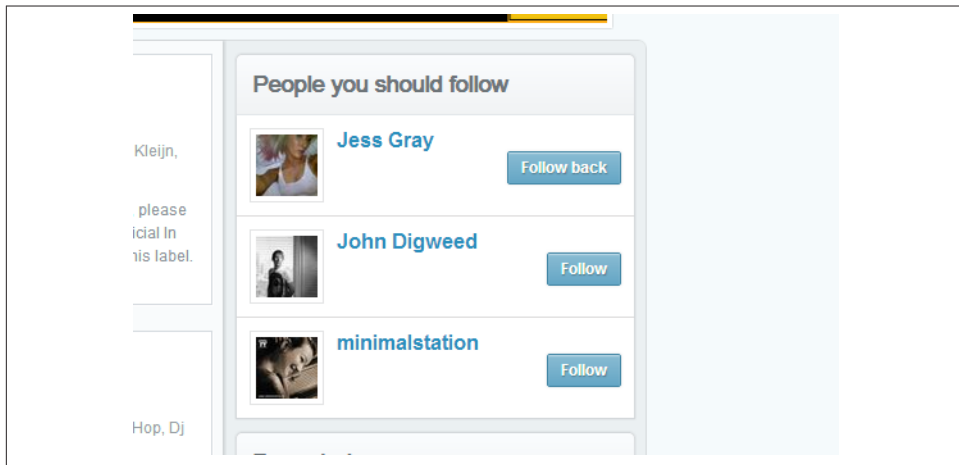 People you should follow
Jess Gray
Follow back
John Digweed
Follow
minimalstation
Follow
Kleijn,
please
icial In
his label.
Hop, Dj